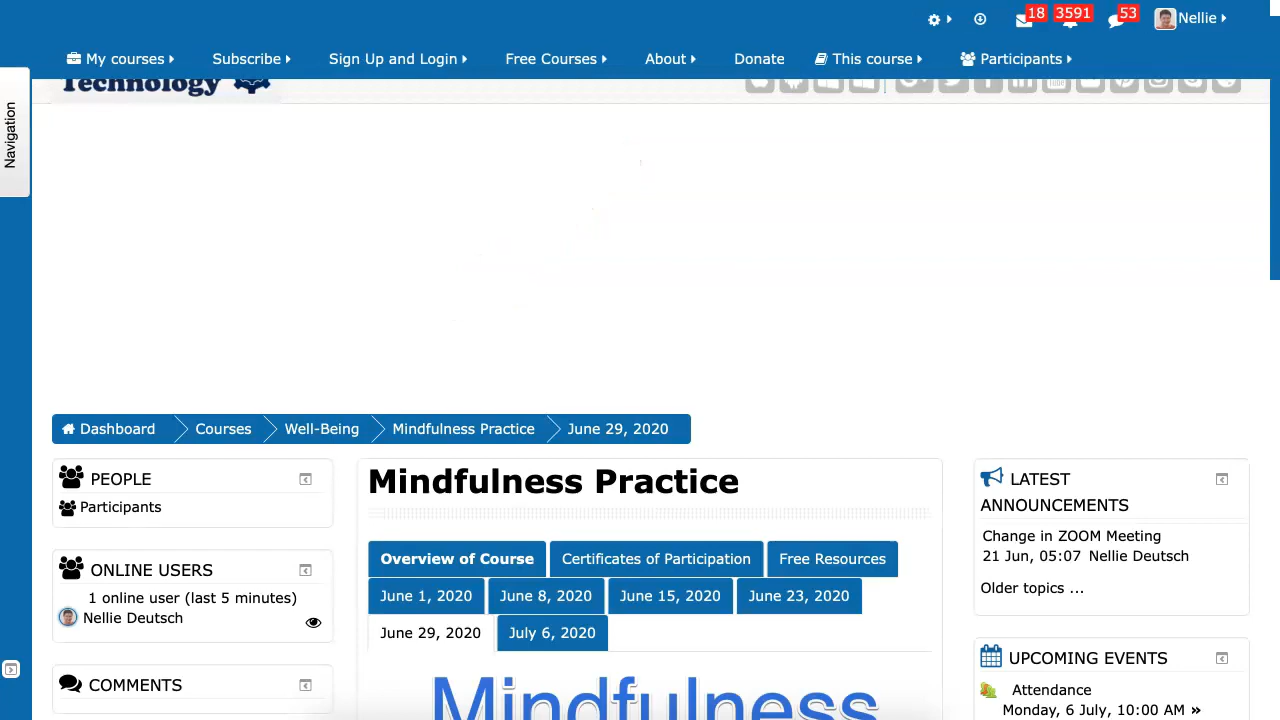 18 3591 53 Nellie
My courses Subscribe Sign Up and Login Free Courses About Donate This course Participants
Technology
Navigation
Dashboard Courses Well-Being Mindfulness Practice June 29, 2020
PEOPLE
Participants
ONLINE USERS
1 online user (last 5 minutes)
Nellie Deutsch
COMMENTS
Mindfulness Practice
Overview of Course Certificates of Participation Free Resources
June 1, 2020 June 8, 2020 June 15, 2020 June 23, 2020
June 29, 2020 July 6, 2020
Mindfulness
LATEST
ANNOUNCEMENTS
Change in ZOOM Meeting
21 Jun, 05:07 Nellie Deutsch
Older topics ...
UPCOMING EVENTS
Attendance
Monday, 6 July, 10:00 AM »